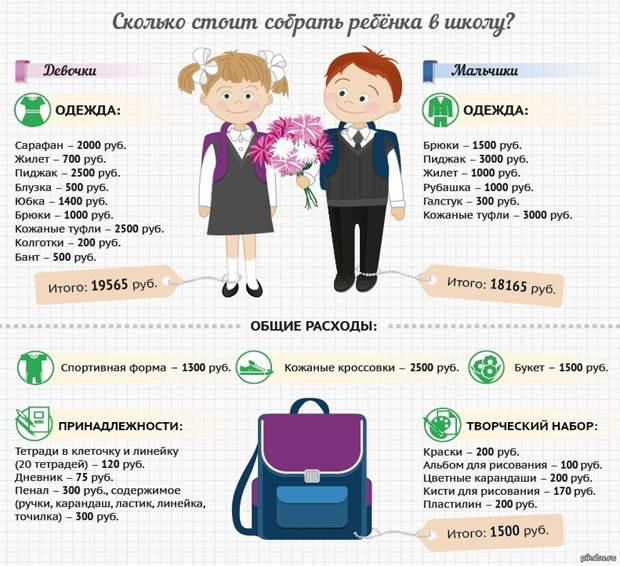 Сколько стоит собрать ребёнка в школу?
Девочки
ОДЕЖДА:
Сарафан – 2000 руб.
Жилет – 700 руб.
Пиджак – 2500 руб.
Блузка – 500 руб.
Юбка – 1400 руб.
Брюки – 1000 руб.
Кожаные туфли – 2500 руб.
Колготки – 200 руб.
Бант – 500 руб.
Итого: 19565 руб.
Мальчики
ОДЕЖДА:
Брюки – 1500 руб.
Пиджак – 3000 руб.
Жилет – 1000 руб.
Рубашка – 1000 руб.
Галстук – 300 руб.
Кожаные туфли – 3000 руб.
Итого: 18165 руб.
ОБЩИЕ РАСХОДЫ:
Спортивная форма – 1300 руб.
Кожаные кроссовки – 2500 руб.
Букет – 1500 руб.
ПРИНАДЛЕЖНОСТИ:
Тетради в клеточку и линейку
(20 тетрадей) – 120 руб.
Дневник – 75 руб.
Пенал – 300 руб., содержимое
(ручки, карандаш, ластик, линейка,
точилка) – 300 руб.
ТВОРЧЕСКИЙ НАБОР:
Краски – 200 руб.
Альбом для рисования – 100 руб.
Цветные карандаши – 200 руб.
Кисти для рисования – 170 руб.
Пластилин – 200 руб.
Итого: 1500 руб.
pikabu.ru